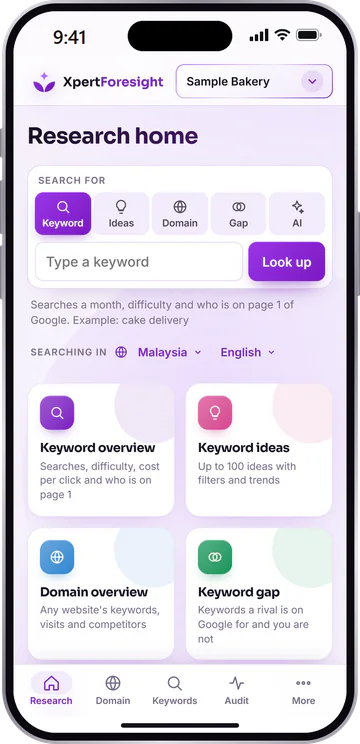 9:41
XpertForesight
Sample Bakery
Research home
SEARCH FOR
Keyword
Ideas
Domain
Gap
AI
Type a keyword
Look up
Searches a month, difficulty and who is on page 1 of
Google. Example: cake delivery
SEARCHING IN
Malaysia
English
Keyword overview
Searches, difficulty, cost
per click and who is on
page 1
Keyword ideas
Up to 100 ideas with
filters and trends
Domain overview
Any website's keywords,
visits and competitors
Keyword gap
Keywords a rival is on
Google for and you are
not
Research
Domain
Keywords
Audit
More